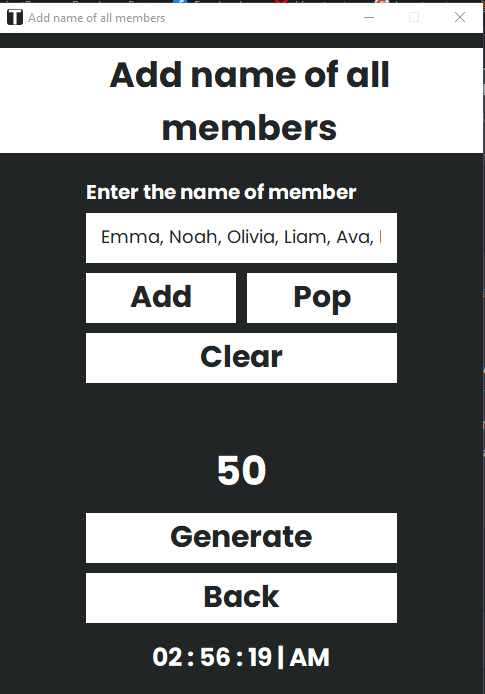 Add name of all members
Add name of all
members
Enter the name of member
Emma, Noah, Olivia, Liam, Ava,
Add
Pop
Clear
50
Generate
Back
02 : 56 : 19 | AM